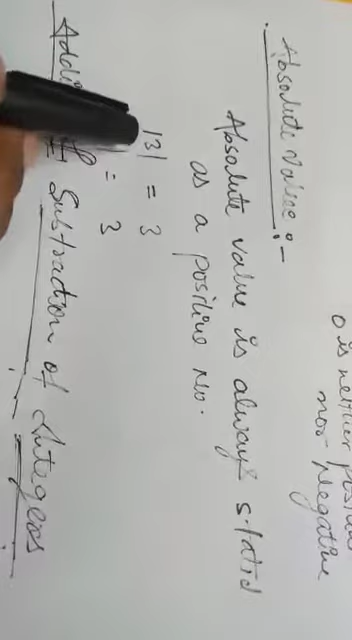 0 is neither Positive
nor Negative
Absolute Value :-
Absolute value is always stated
as a positive No.
|3| = 3
| = 3
Subtraction of Integers